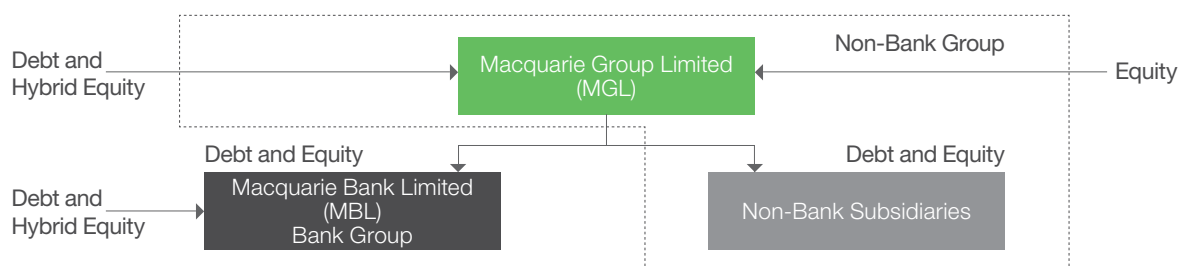 Non-Bank Group
Debt and
Hybrid Equity
Macquarie Group Limited
(MGL)
Equity
Debt and Equity
Debt and Equity
Debt and
Hybrid Equity
Macquarie Bank Limited
(MBL)
Bank Group
Non-Bank Subsidiaries